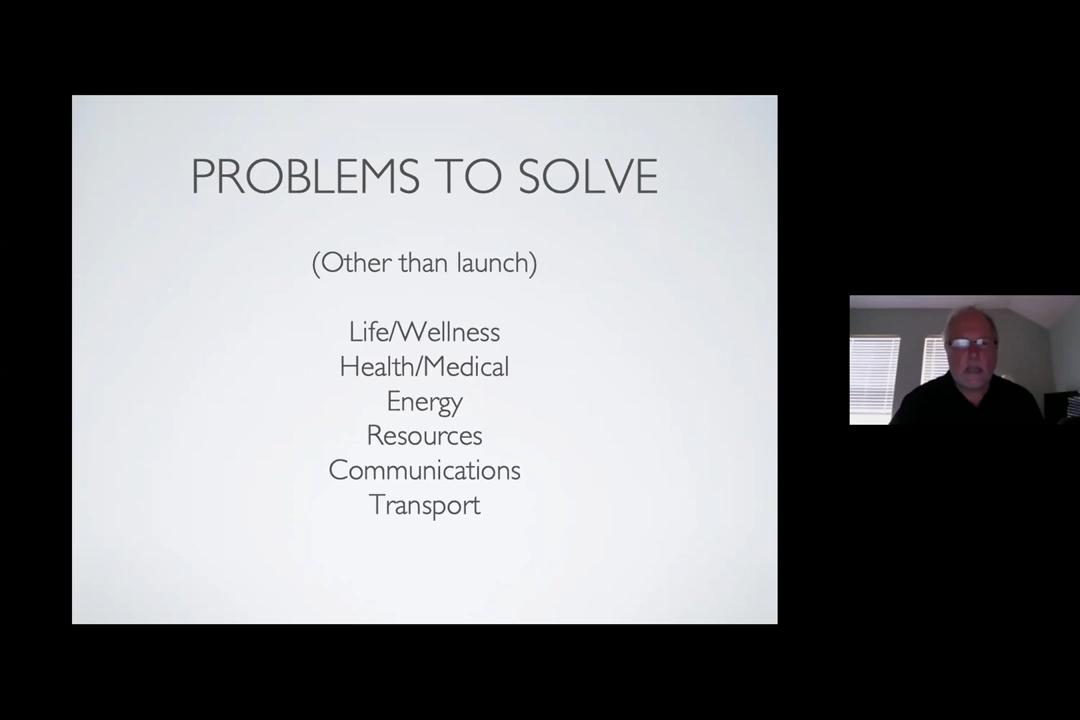 PROBLEMS TO SOLVE
(Other than launch)
Life/Wellness
Health/Medical
Energy
Resources
Communications
Transport